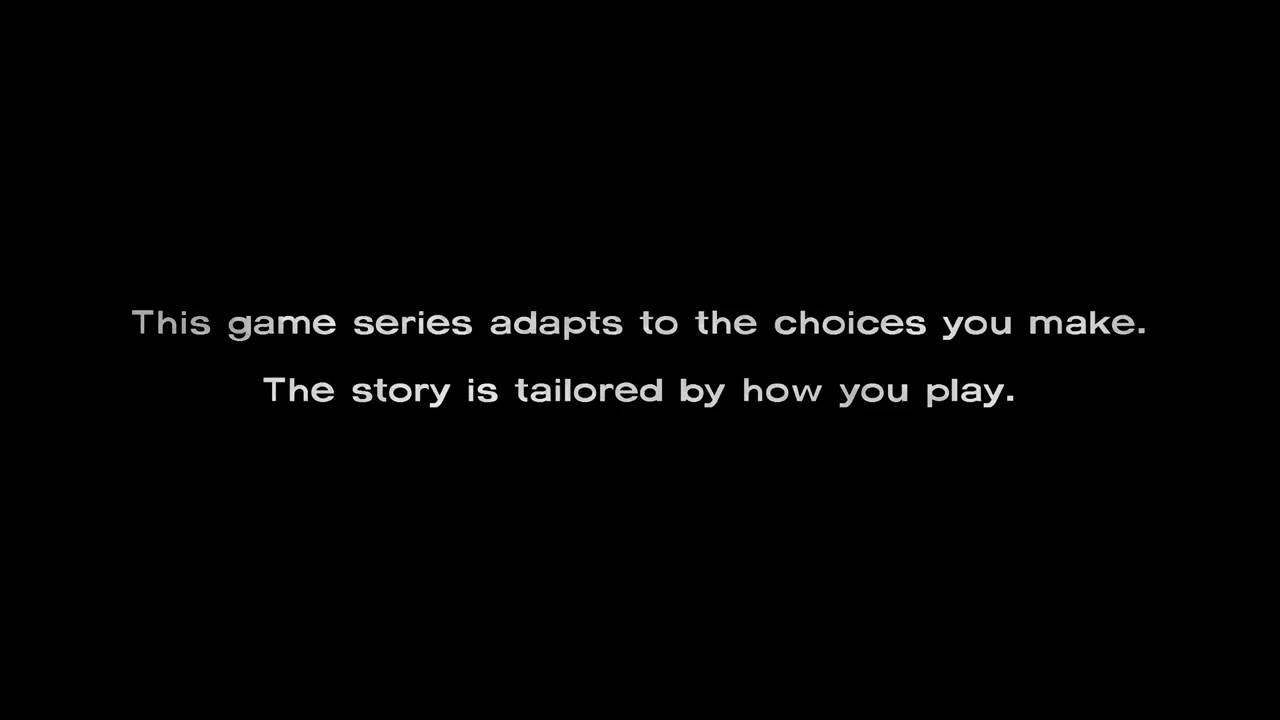 This game series adapts to the choices you make.
The story is tailored by how you play.